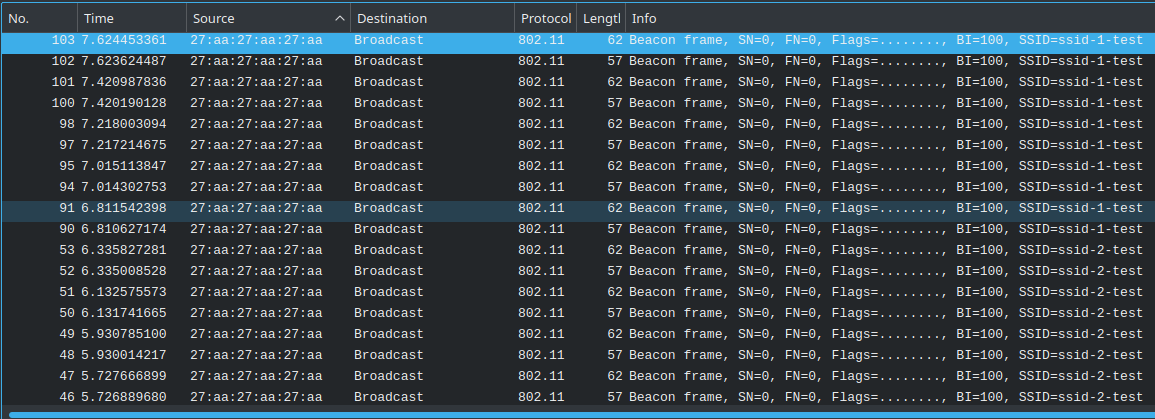 No. Time Source Destination Protocol Lengtl Info
103 7.624453361 27:aa:27:aa:27:aa Broadcast 802.11 62 Beacon frame, SN=0, FN=0, Flags=........, BI=100, SSID=ssid-1-test
102 7.623624487 27:aa:27:aa:27:aa Broadcast 802.11 57 Beacon frame, SN=0, FN=0, Flags=........, BI=100, SSID=ssid-1-test
101 7.420987836 27:aa:27:aa:27:aa Broadcast 802.11 62 Beacon frame, SN=0, FN=0, Flags=........, BI=100, SSID=ssid-1-test
100 7.420190128 27:aa:27:aa:27:aa Broadcast 802.11 57 Beacon frame, SN=0, FN=0, Flags=........, BI=100, SSID=ssid-1-test
98 7.218003094 27:aa:27:aa:27:aa Broadcast 802.11 62 Beacon frame, SN=0, FN=0, Flags=........, BI=100, SSID=ssid-1-test
97 7.217214675 27:aa:27:aa:27:aa Broadcast 802.11 57 Beacon frame, SN=0, FN=0, Flags=........, BI=100, SSID=ssid-1-test
95 7.015113847 27:aa:27:aa:27:aa Broadcast 802.11 62 Beacon frame, SN=0, FN=0, Flags=........, BI=100, SSID=ssid-1-test
94 7.014302753 27:aa:27:aa:27:aa Broadcast 802.11 57 Beacon frame, SN=0, FN=0, Flags=........, BI=100, SSID=ssid-1-test
91 6.811542398 27:aa:27:aa:27:aa Broadcast 802.11 62 Beacon frame, SN=0, FN=0, Flags=........, BI=100, SSID=ssid-1-test
90 6.810627174 27:aa:27:aa:27:aa Broadcast 802.11 57 Beacon frame, SN=0, FN=0, Flags=........, BI=100, SSID=ssid-1-test
53 6.335827281 27:aa:27:aa:27:aa Broadcast 802.11 62 Beacon frame, SN=0, FN=0, Flags=........, BI=100, SSID=ssid-2-test
52 6.335008528 27:aa:27:aa:27:aa Broadcast 802.11 57 Beacon frame, SN=0, FN=0, Flags=........, BI=100, SSID=ssid-2-test
51 6.132575573 27:aa:27:aa:27:aa Broadcast 802.11 62 Beacon frame, SN=0, FN=0, Flags=........, BI=100, SSID=ssid-2-test
50 6.131741665 27:aa:27:aa:27:aa Broadcast 802.11 57 Beacon frame, SN=0, FN=0, Flags=........, BI=100, SSID=ssid-2-test
49 5.930785100 27:aa:27:aa:27:aa Broadcast 802.11 62 Beacon frame, SN=0, FN=0, Flags=........, BI=100, SSID=ssid-2-test
48 5.930014217 27:aa:27:aa:27:aa Broadcast 802.11 57 Beacon frame, SN=0, FN=0, Flags=........, BI=100, SSID=ssid-2-test
47 5.727666899 27:aa:27:aa:27:aa Broadcast 802.11 62 Beacon frame, SN=0, FN=0, Flags=........, BI=100, SSID=ssid-2-test
46 5.726889680 27:aa:27:aa:27:aa Broadcast 802.11 57 Beacon frame, SN=0, FN=0, Flags=........, BI=100, SSID=ssid-2-test